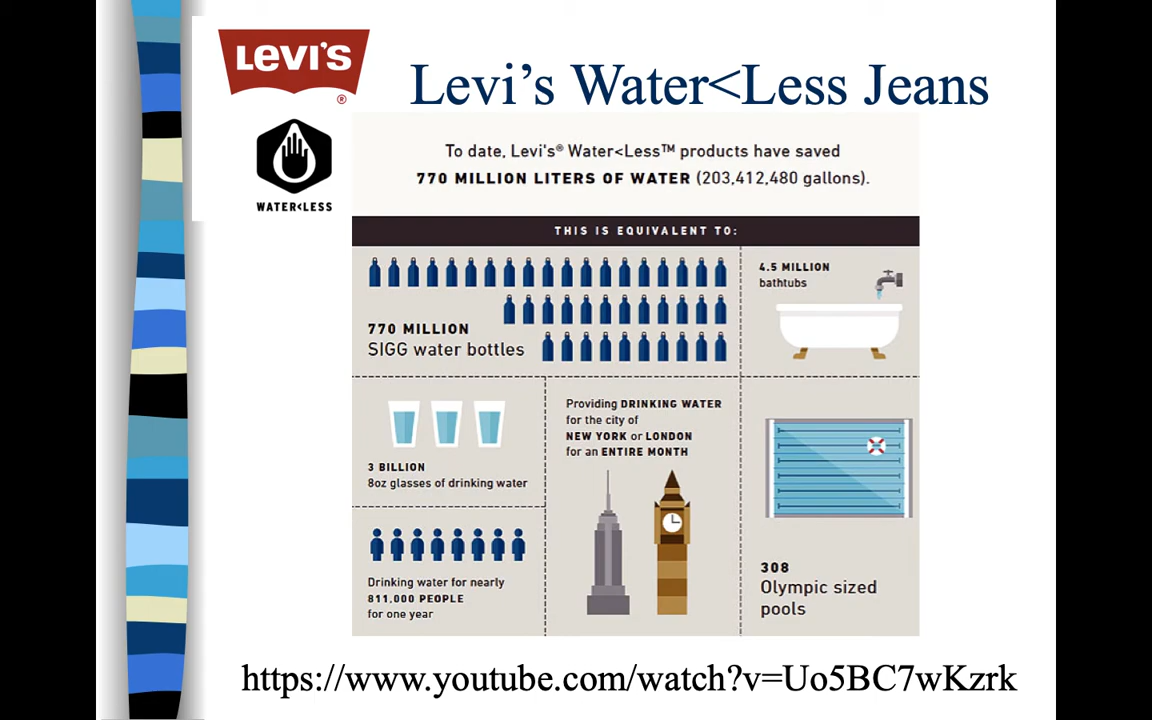 LEVI'S
®
Levi's Water<Less Jeans
WATER<LESS
To date, Levi's® Water<Less™ products have saved
770 MILLION LITERS OF WATER (203,412,480 gallons).
THIS IS EQUIVALENT TO:
770 MILLION
SIGG water bottles
4.5 MILLION
bathtubs
3 BILLION
8oz glasses of drinking water
Drinking water for nearly
811,000 PEOPLE
for one year
Providing DRINKING WATER
for the city of
NEW YORK or LONDON
for an ENTIRE MONTH
308
Olympic sized
pools
https://www.youtube.com/watch?v=Uo5BC7wKzrk